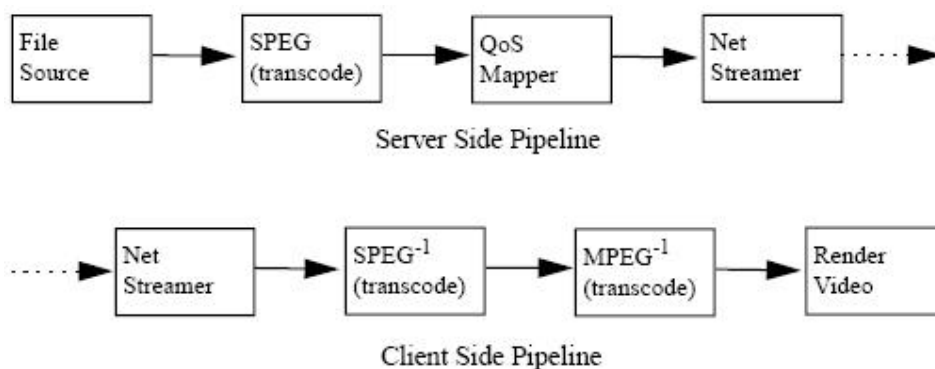 File
Source
SPEG
(transcode)
QoS
Mapper
Net
Streamer
Server Side Pipeline
Net
Streamer
SPEG-1
(transcode)
MPEG-1
(transcode)
Render
Video
Client Side Pipeline